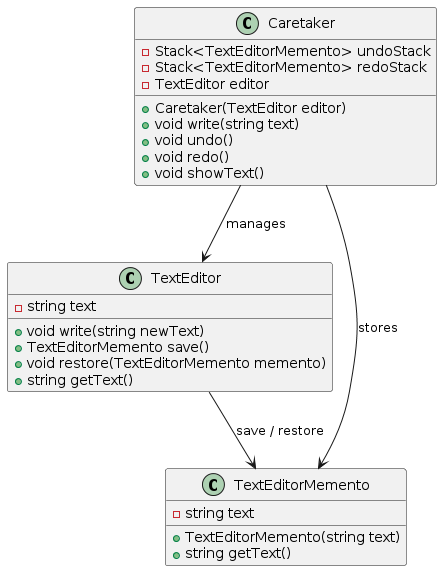 C Caretaker
Stack<TextEditorMemento> undoStack
Stack<TextEditorMemento> redoStack
TextEditor editor
Caretaker(TextEditor editor)
void write(string text)
void undo()
void redo()
void showText()
manages
C TextEditor
string text
void write(string newText)
TextEditorMemento save()
void restore(TextEditorMemento memento)
string getText()
stores
save / restore
C TextEditorMemento
string text
TextEditorMemento(string text)
string getText()